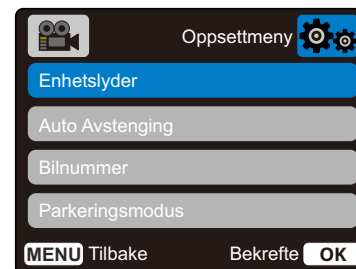 Oppsettmeny
Enhetslyder
Auto Avstenging
Bilnummer
Parkeringsmodus
MENU Tilbake Bekrefte OK